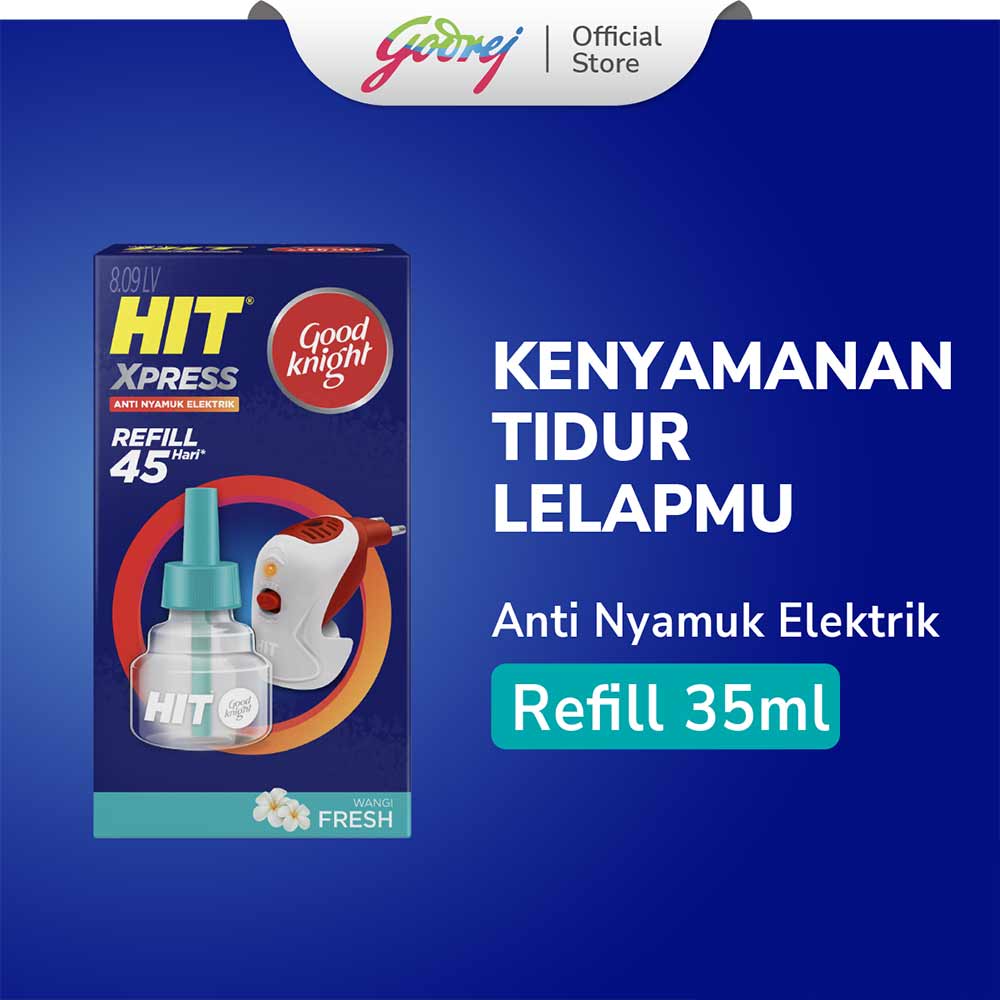 Godrej
Official
Store
8.09 LV
HIT®
XPRESS
ANTI NYAMUK ELEKTRIK
REFILL
45 Hari*
Good
knight
HIT
HIT
Good
knight
WANGI
FRESH
KENYAMANAN
TIDUR
LELAPMU
Anti Nyamuk Elektrik
Refill 35ml